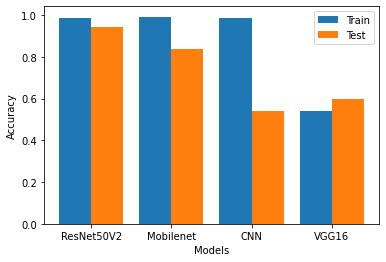 1.0
0.8
0.6
0.4
0.2
0.0
Accuracy
Train
Test
ResNet50V2 Mobilenet CNN VGG16
Models